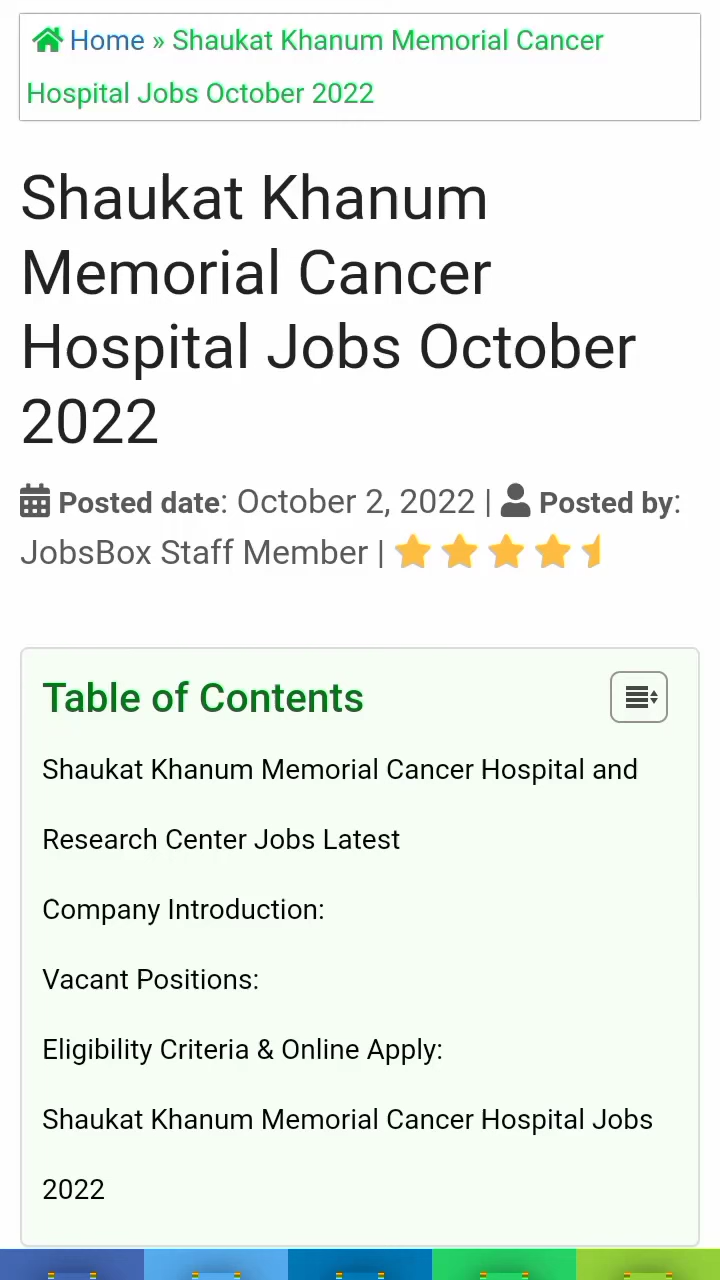 Home » Shaukat Khanum Memorial Cancer
Hospital Jobs October 2022
Shaukat Khanum
Memorial Cancer
Hospital Jobs October
2022
Posted date: October 2, 2022 | Posted by:
JobsBox Staff Member |
Table of Contents
Shaukat Khanum Memorial Cancer Hospital and
Research Center Jobs Latest
Company Introduction:
Vacant Positions:
Eligibility Criteria & Online Apply:
Shaukat Khanum Memorial Cancer Hospital Jobs
2022